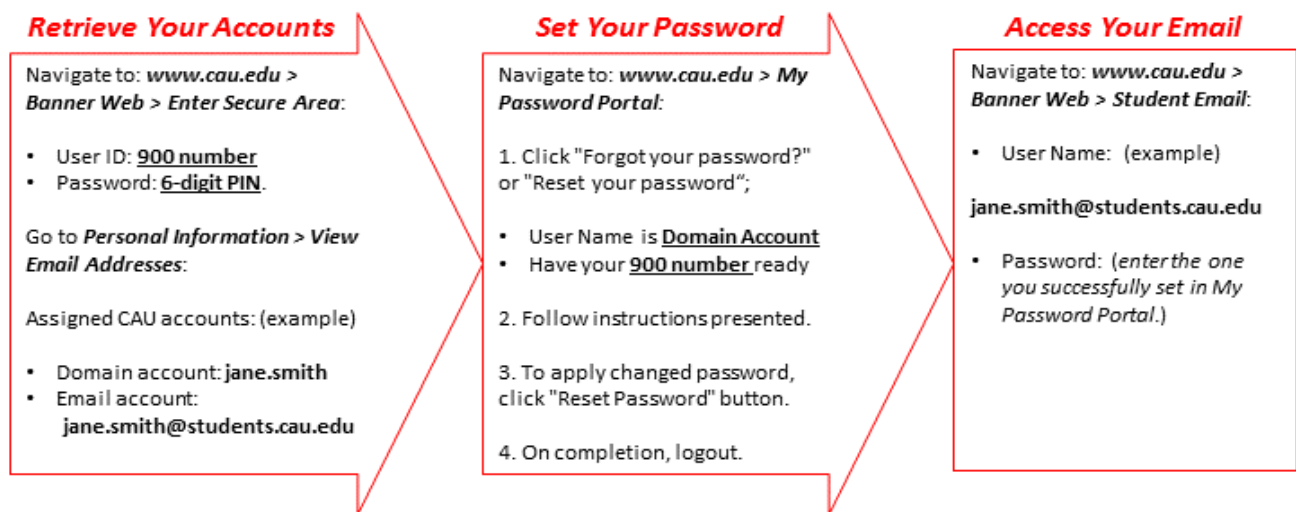 Retrieve Your Accounts
Navigate to: www.cau.edu >
Banner Web > Enter Secure Area:
• User ID: 900 number
• Password: 6-digit PIN.
Go to Personal Information > View
Email Addresses:
Assigned CAU accounts: (example)
• Domain account: jane.smith
• Email account:
jane.smith@students.cau.edu
Set Your Password
Navigate to: www.cau.edu > My
Password Portal:
1. Click "Forgot your password?"
or "Reset your password“;
• User Name is Domain Account
• Have your 900 number ready
2. Follow instructions presented.
3. To apply changed password,
click "Reset Password" button.
4. On completion, logout.
Access Your Email
Navigate to: www.cau.edu >
Banner Web > Student Email:
• User Name: (example)
jane.smith@students.cau.edu
• Password: (enter the one
you successfully set in My
Password Portal.)